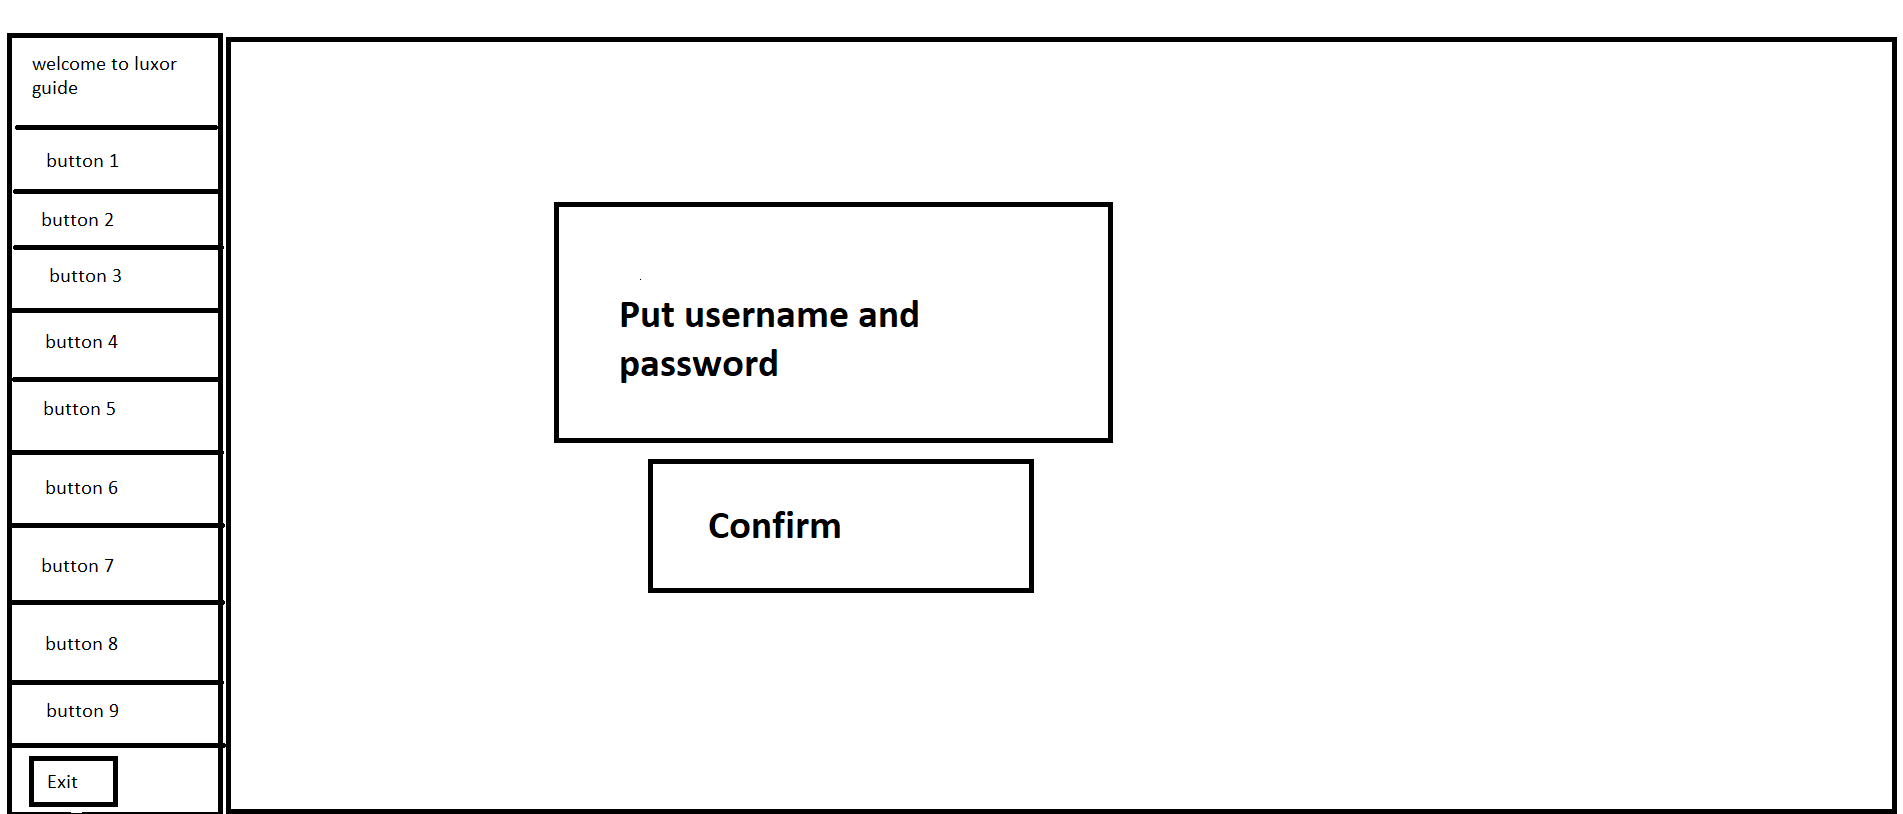 welcome to luxor
guide
button 1
button 2
button 3
button 4
button 5
button 6
button 7
button 8
button 9
Exit
Put username and
password
Confirm